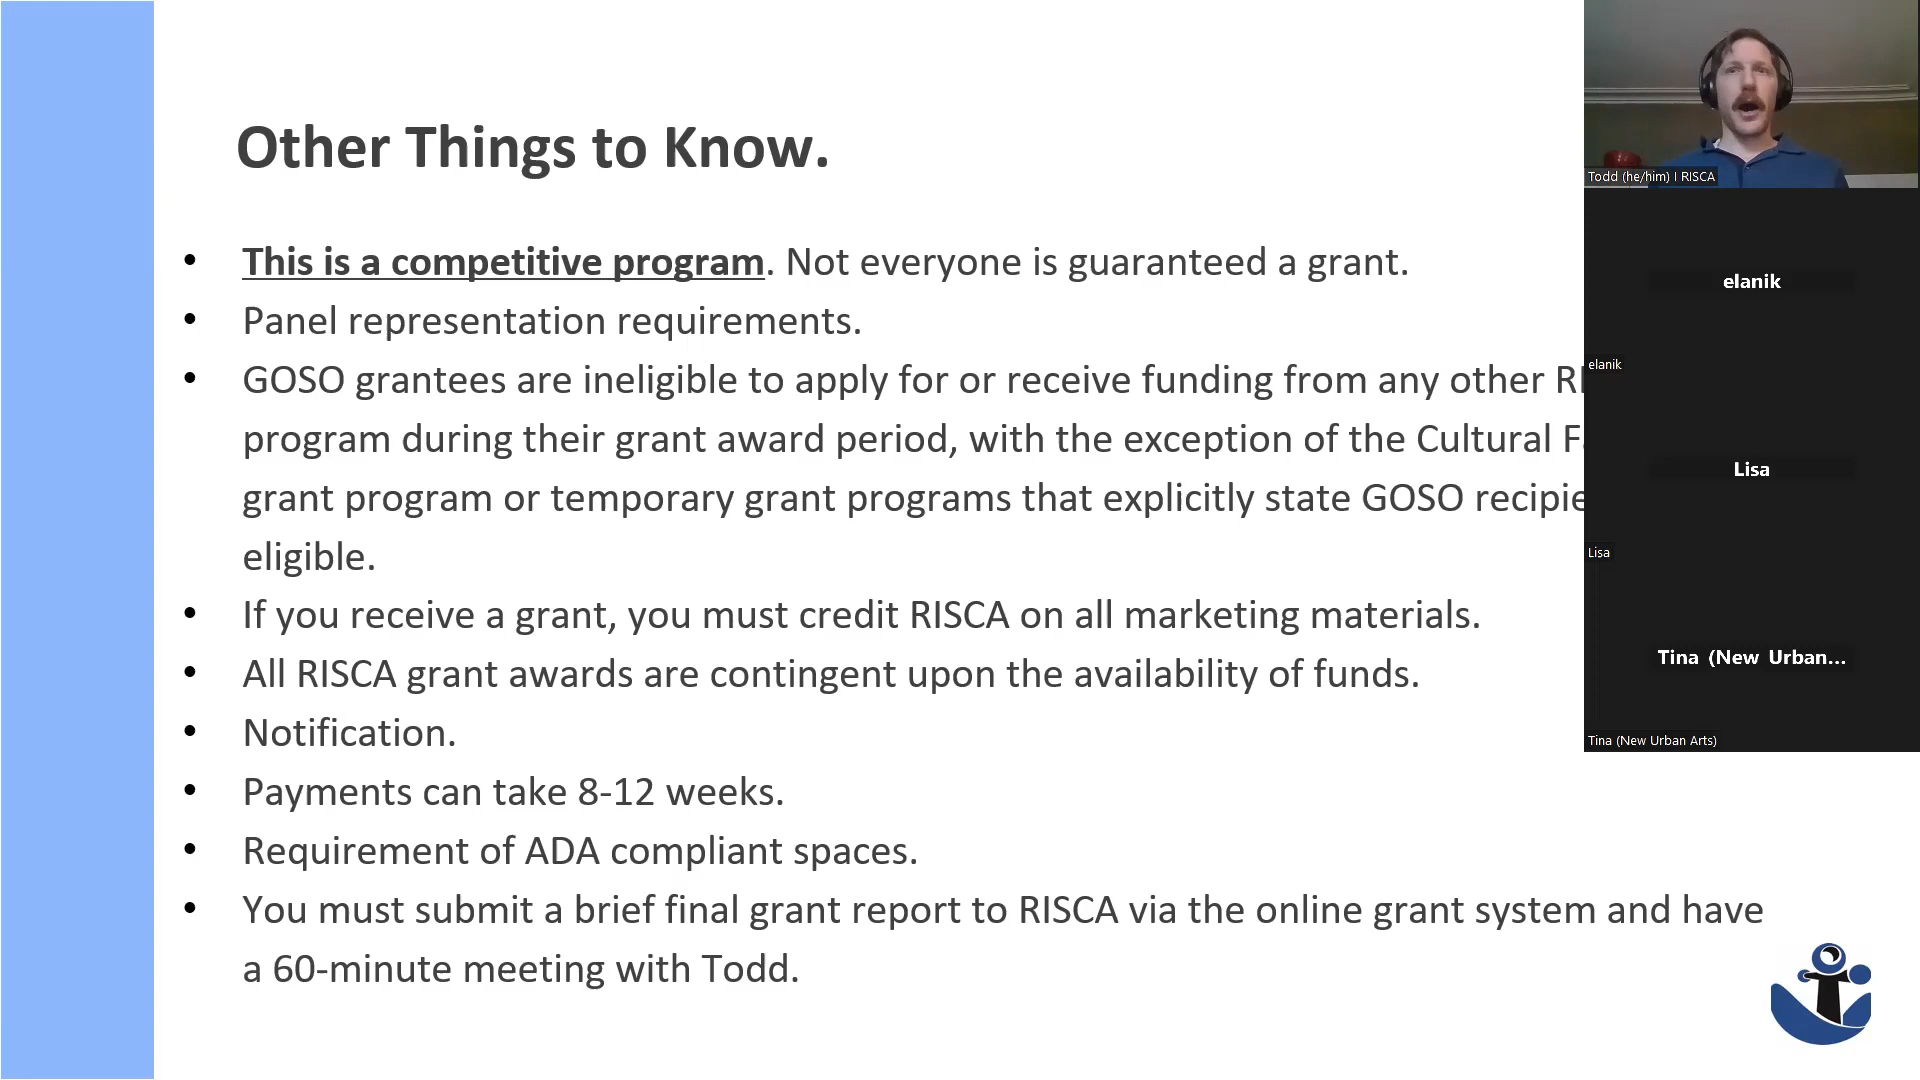 Other Things to Know.
• This is a competitive program. Not everyone is guaranteed a grant.
• Panel representation requirements.
• GOSO grantees are ineligible to apply for or receive funding from any other
program during their grant award period, with the exception of the Cultural
grant program or temporary grant programs that explicitly state GOSO
eligible.
• If you receive a grant, you must credit RISCA on all marketing materials.
• All RISCA grant awards are contingent upon the availability of funds.
• Notification.
• Payments can take 8-12 weeks.
• Requirement of ADA compliant spaces.
• You must submit a brief final grant report to RISCA via the online grant system and have
a 60-minute meeting with Todd.
Todd (he/him) I RISCA
elanik
elanik
Lisa
Lisa
Tina (New Urban...
Tina (New Urban Arts)